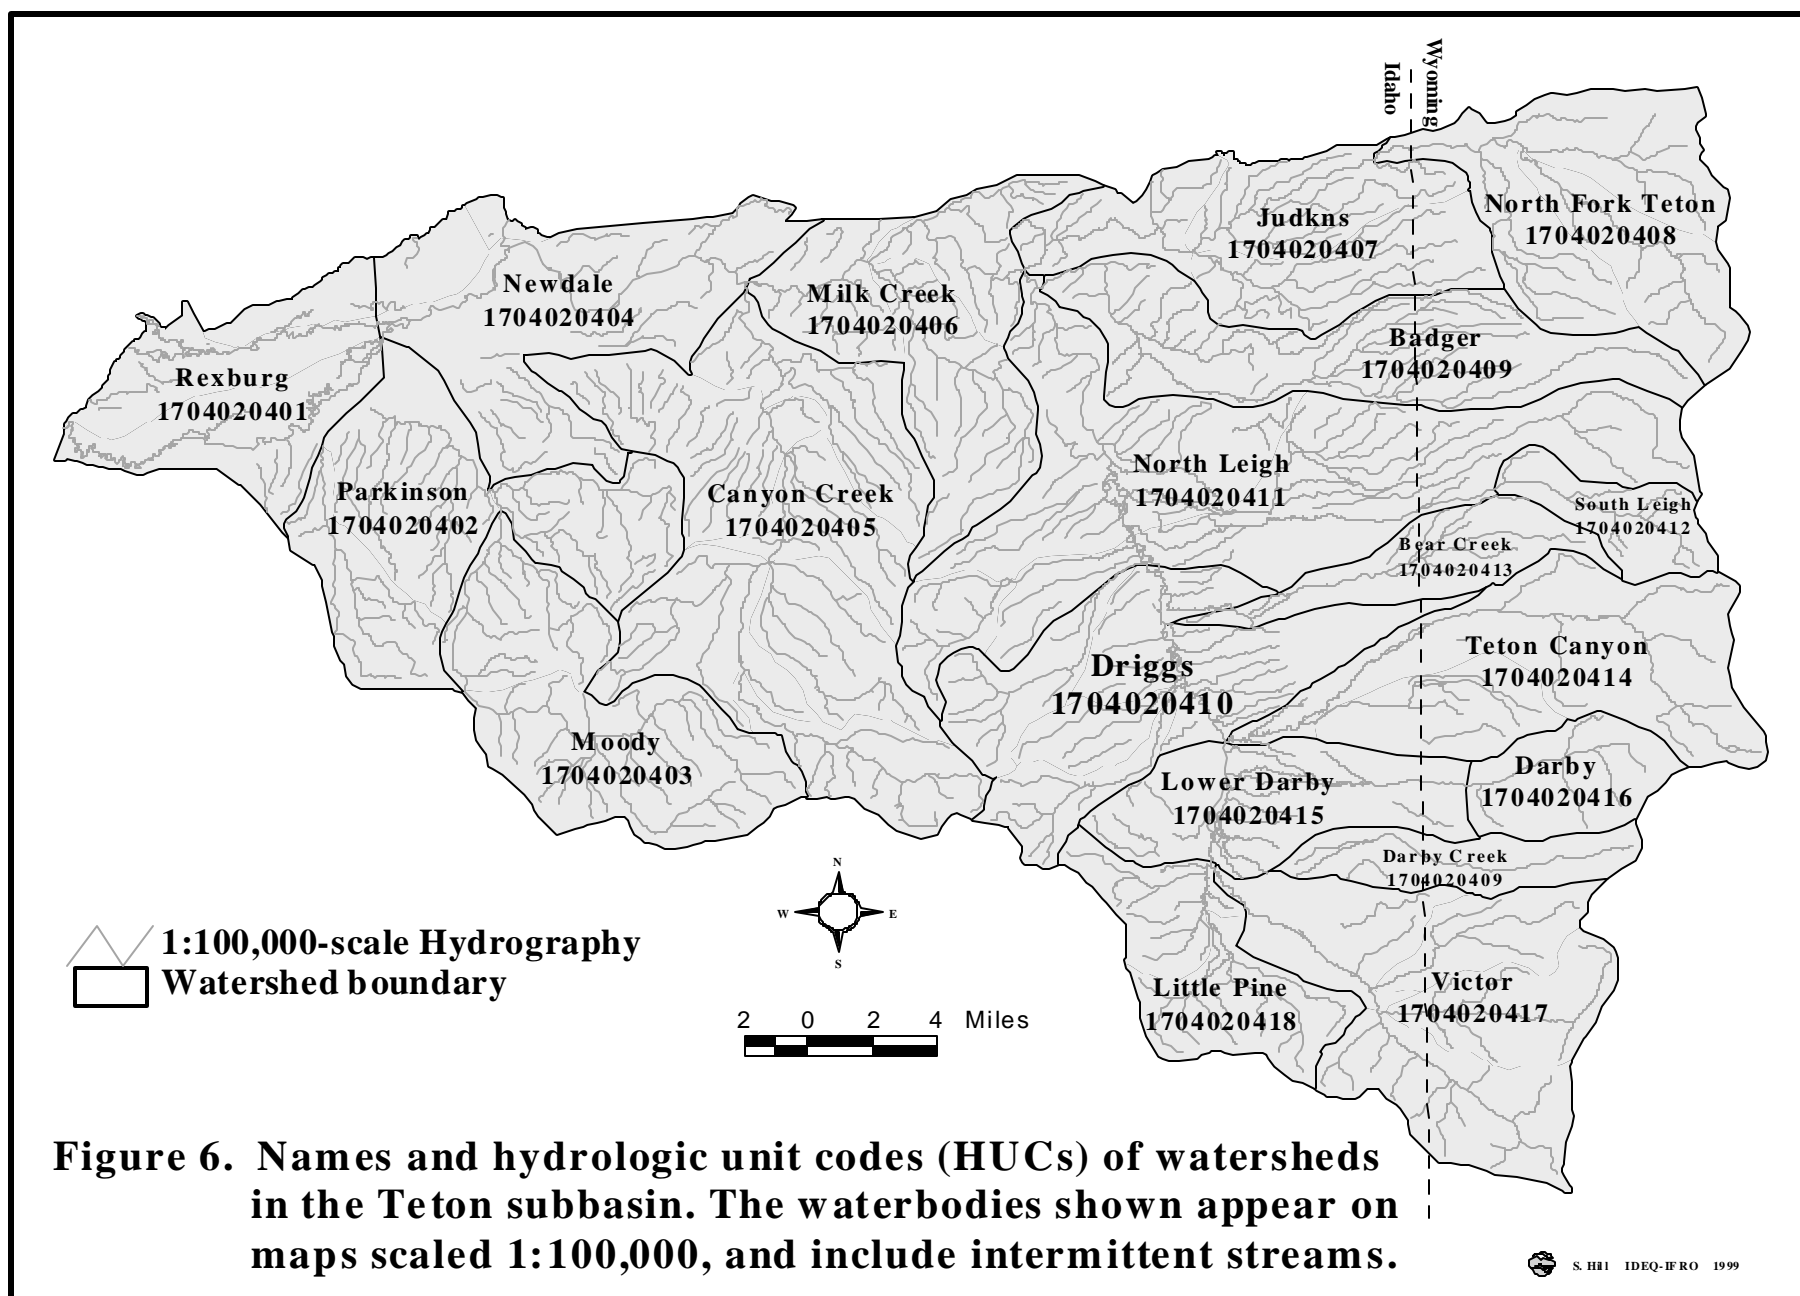 Wyoming
Idaho
North Fork Teton
1704020408
Judkns
1704020407
Newdale
1704020404
Milk Creek
1704020406
Badger
1704020409
Rexburg
1704020401
North Leigh
1704020411
Parkinson
1704020402
Canyon Creek
1704020405
South Leigh
1704020412
Bear Creek
1704020413
Teton Canyon
1704020414
Driggs
1704020410
Moody
1704020403
Lower Darby
1704020415
Darby
1704020416
Darby Creek
1704020409
Little Pine
1704020418
Victor
1704020417
N
W
E
S
1:100,000-scale Hydrography
Watershed boundary
2 0 2 4 Miles
Figure 6. Names and hydrologic unit codes (HUCs) of watersheds
in the Teton subbasin. The waterbodies shown appear on
maps scaled 1:100,000, and include intermittent streams.
S. Hill IDEQ-IFRO 1999